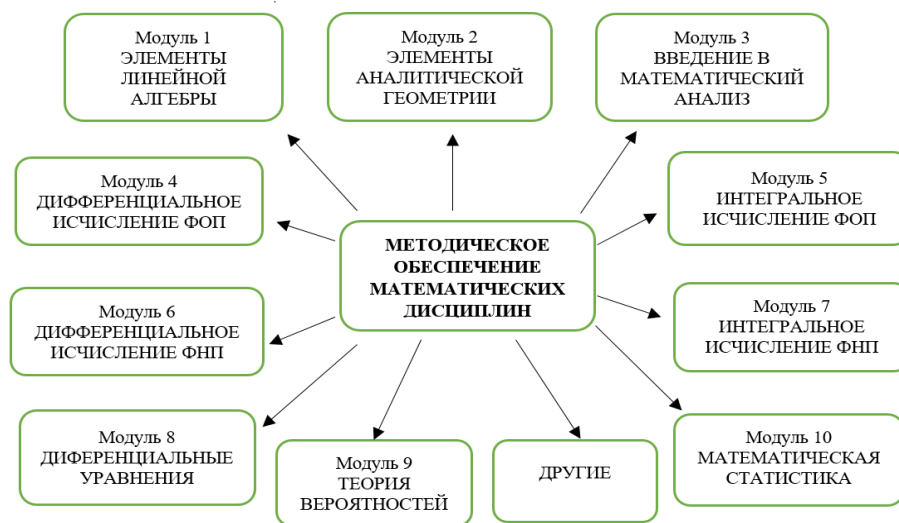 Модуль 1
ЭЛЕМЕНТЫ
ЛИНЕЙНОЙ
АЛГЕБРЫ
Модуль 2
ЭЛЕМЕНТЫ
АНАЛИТИЧЕСКОЙ
ГЕОМЕТРИИ
Модуль 3
ВВЕДЕНИЕ В
МАТЕМАТИЧЕСКИЙ
АНАЛИЗ
Модуль 4
ДИФФЕРЕНЦИАЛЬНОЕ
ИСЧИСЛЕНИЕ ФОП
Модуль 5
ИНТЕГРАЛЬНОЕ
ИСЧИСЛЕНИЕ ФОП
МЕТОДИЧЕСКОЕ
ОБЕСПЕЧЕНИЕ
МАТЕМАТИЧЕСКИХ
ДИСЦИПЛИН
Модуль 6
ДИФФЕРЕНЦИАЛЬНОЕ
ИСЧИСЛЕНИЕ ФНП
Модуль 7
ИНТЕГРАЛЬНОЕ
ИСЧИСЛЕНИЕ ФНП
Модуль 8
ДИФЕРЕНЦИАЛЬНЫЕ
УРАВНЕНИЯ
Модуль 9
ТЕОРИЯ
ВЕРОЯТНОСТЕЙ
ДРУГИЕ
Модуль 10
МАТЕМАТИЧЕСКАЯ
СТАТИСТИКА